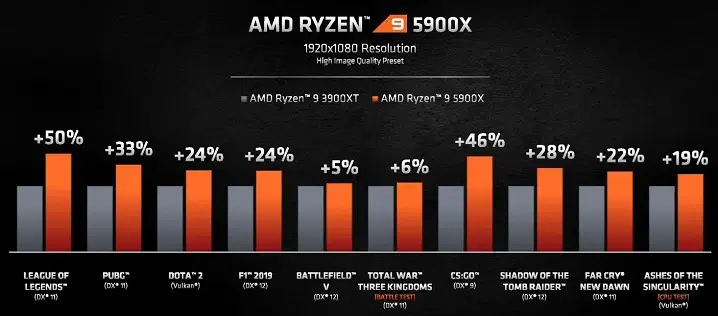 AMD RYZEN™ 9 5900X
1920x1080 Resolution
High Image Quality Preset
AMD Ryzen™ 9 3900XT AMD Ryzen™ 9 5900X
+50% +33% +24% +24% +5% +6% +46% +28% +22% +19%
LEAGUE OF
LEGENDS™
(DX® 11)
PUBG™
(DX® 11)
DOTA™ 2
(Vulkan®)
F1™ 2019
(DX® 12)
BATTLEFIELD™
V
(DX® 12)
TOTAL WAR™
THREE KINGDOMS
[BATTLE TEST]
(DX® 11)
CS:GO™
(DX® 9)
SHADOW OF THE
TOMB RAIDER™
(DX® 12)
FAR CRY®
NEW DAWN
(DX® 11)
ASHES OF THE
SINGULARITY™
[CPU TEST]
(Vulkan®)